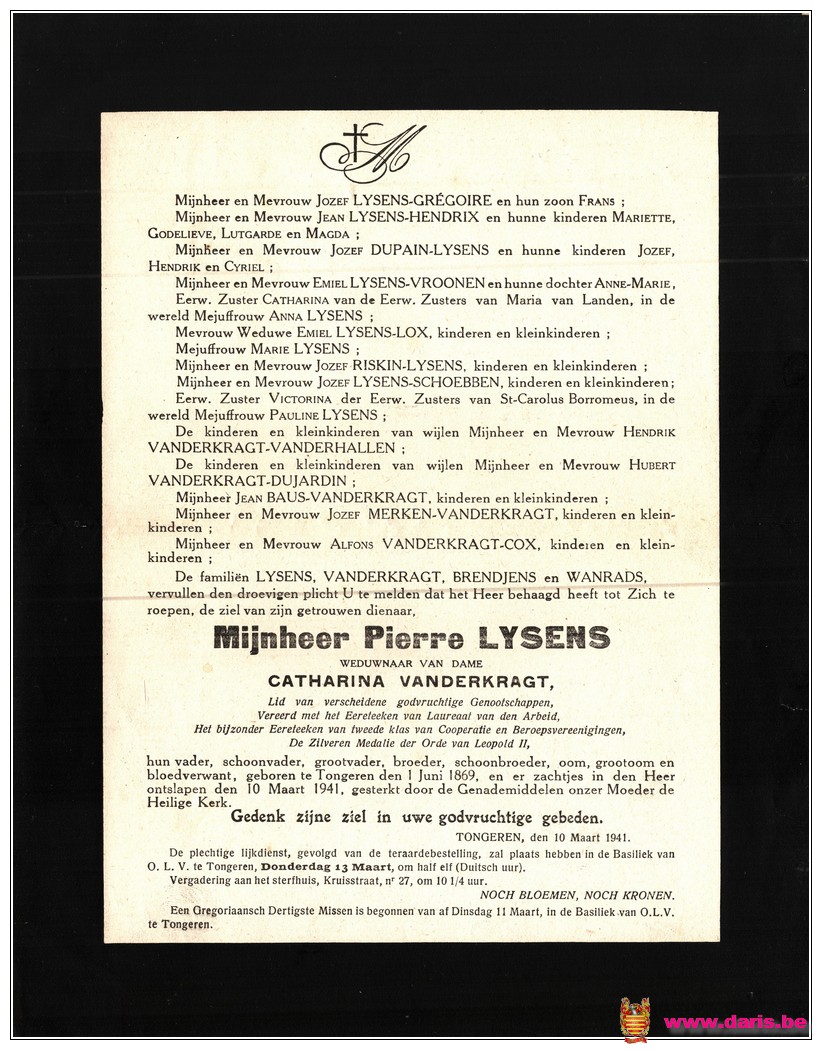 M
Mijnheer en Mevrouw Jozef LYSENS-GRÉGOIRE en hun zoon Frans ;
Mijnheer en Mevrouw Jean LYSENS-HENDRIX en hunne kinderen Mariette,
Godelieve, Lutgarde en Magda ;
Mijnheer en Mevrouw Jozef DUPAIN-LYSENS en hunne kinderen Jozef,
Hendrik en Cyriel ;
Mijnheer en Mevrouw Emiel LYSENS-VROONEN en hunne dochter Anne-Marie,
Eerw. Zuster Catharina van de Eerw. Zusters van Maria van Landen, in de
wereld Mejuffrouw Anna LYSENS ;
Mevrouw Weduwe Emiel LYSENS-LOX, kinderen en kleinkinderen ;
Mejuffrouw Marie LYSENS ;
Mijnheer en Mevrouw Jozef RISKIN-LYSENS, kinderen en kleinkinderen ;
Mijnheer en Mevrouw Jozef LYSENS-SCHOEBBEN, kinderen en kleinkinderen ;
Eerw. Zuster Victorina der Eerw. Zusters van St-Carolus Borromeus, in de
wereld Mejuffrouw Pauline LYSENS ;
De kinderen en kleinkinderen van wijlen Mijnheer en Mevrouw Hendrik
VANDERKRAGT-VANDERHALLEN ;
De kinderen en kleinkinderen van wijlen Mijnheer en Mevrouw Hubert
VANDERKRAGT-DUJARDIN ;
Mijnheer Jean BAUS-VANDERKRAGT, kinderen en kleinkinderen ;
Mijnheer en Mevrouw Jozef MERKEN-VANDERKRAGT, kinderen en klein-
kinderen ;
Mijnheer en Mevrouw Alfons VANDERKRAGT-COX, kinderen en klein-
kinderen ;
De familiën LYSENS, VANDERKRAGT, BRENDJENS en WANRADS,
vervullen den droevigen plicht U te melden dat het Heer behaagd heeft tot Zich te
roepen, de ziel van zijn getrouwen dienaar,
Mijnheer Pierre LYSENS
WEDUWNAAR VAN DAME
CATHARINA VANDERKRAGT,
Lid van verscheidene godvruchtige Genootschappen,
Vereerd met het Eereteeken van Laureaat van den Arbeid,
Het bijzonder Eereteeken van tweede klas van Cooperatie en Beroepsvereenigingen,
De Zilveren Medalie der Orde van Leopold II,
hun vader, schoonvader, grootvader, broeder, schoonbroeder, oom, grootoom en
bloedverwant, geboren te Tongeren den 1 Juni 1869, en er zachtjes in den Heer
ontslapen den 10 Maart 1941, gesterkt door de Genademiddelen onzer Moeder de
Heilige Kerk.
Gedenk zijne ziel in uwe godvruchtige gebeden.
TONGEREN, den 10 Maart 1941.
De plechtige lijkdienst, gevolgd van de teraardebestelling, zal plaats hebben in de Basiliek van
O. L. V. te Tongeren, Donderdag 13 Maart, om half elf (Duitsch uur).
Vergadering aan het sterfhuis, Kruisstraat, nr 27, om 10 1/4 uur.
NOCH BLOEMEN, NOCH KRONEN.
Een Gregoriaansch Dertigste Missen is begonnen van af Dinsdag 11 Maart, in de Basiliek van O.L.V.
te Tongeren.
www.daris.be